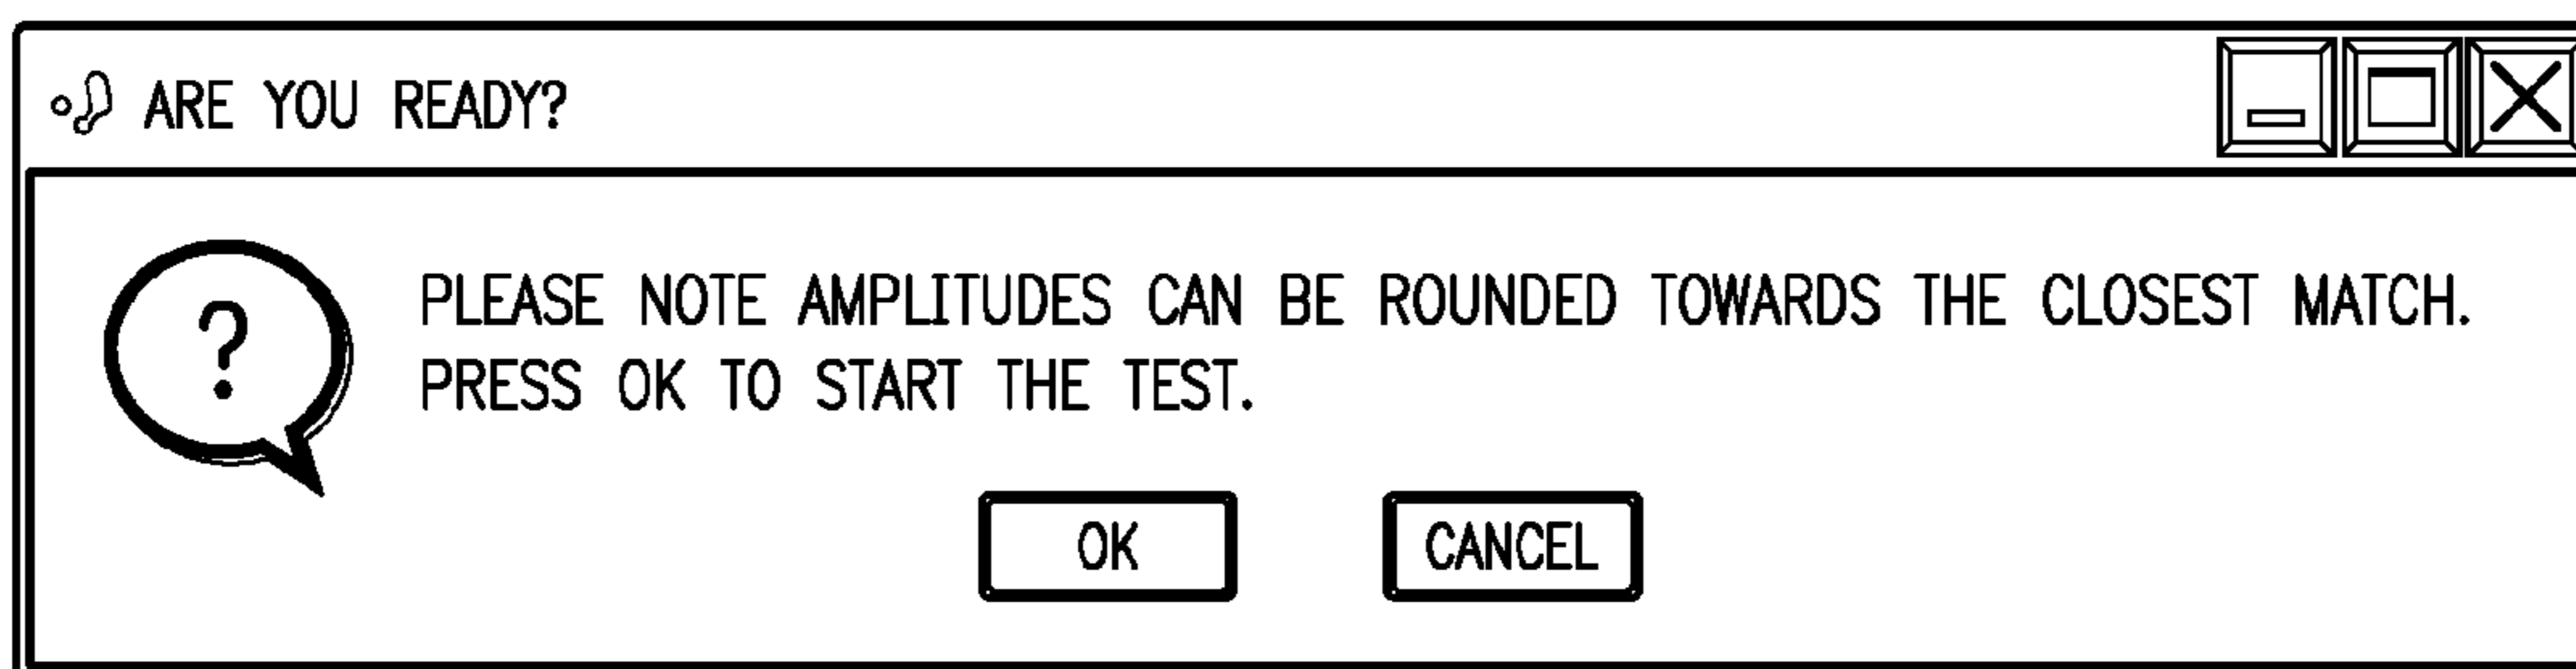 ARE YOU READY?
?
PLEASE NOTE AMPLITUDES CAN BE ROUNDED TOWARDS THE CLOSEST MATCH.
PRESS OK TO START THE TEST.
OK CANCEL